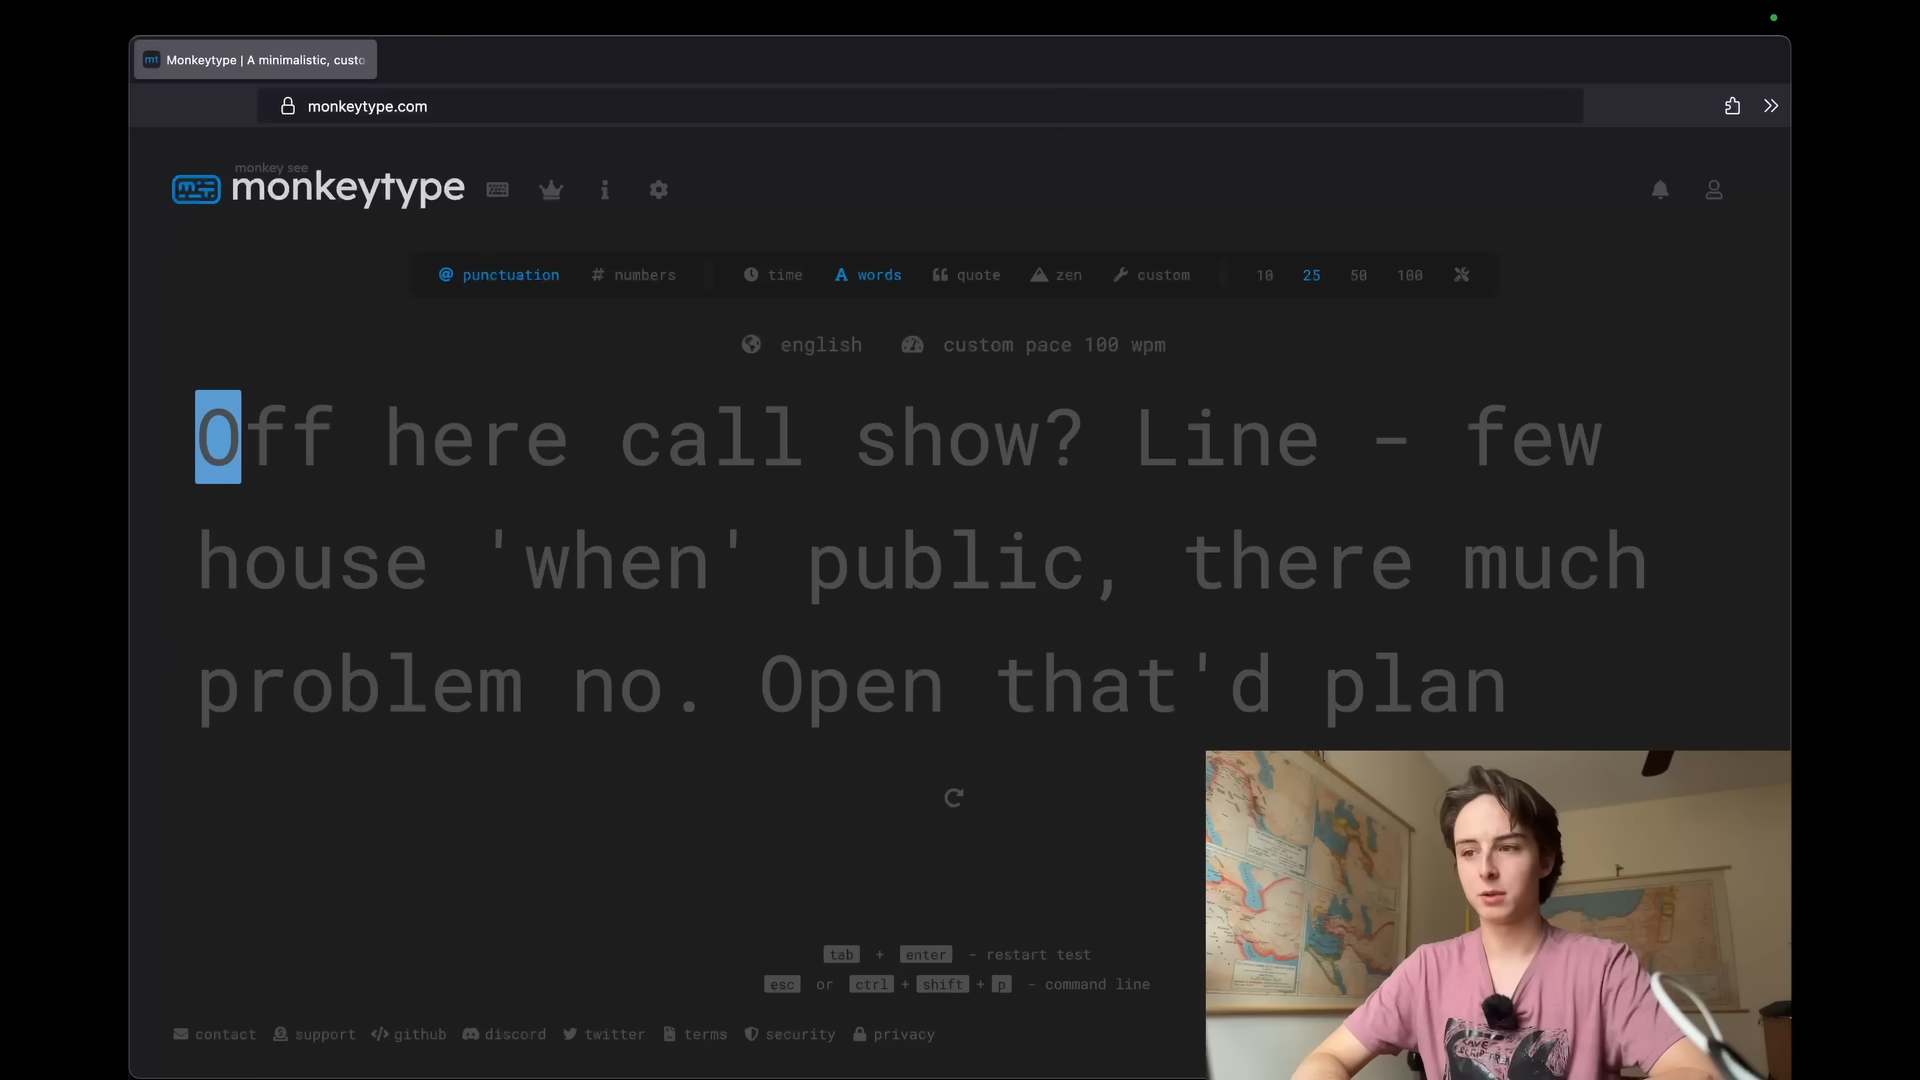 Monkeytype | A minimalistic, custo
monkeytype.com
monkey see
monkeytype
@ punctuation # numbers time A words quote zen custom 10 25 50 100
english custom pace 100 wpm
Off here call show? Line - few
house 'when' public, there much
problem no. Open that'd plan
tab + enter - restart test
esc or ctrl + shift + p - command line
contact support github discord twitter terms security privacy